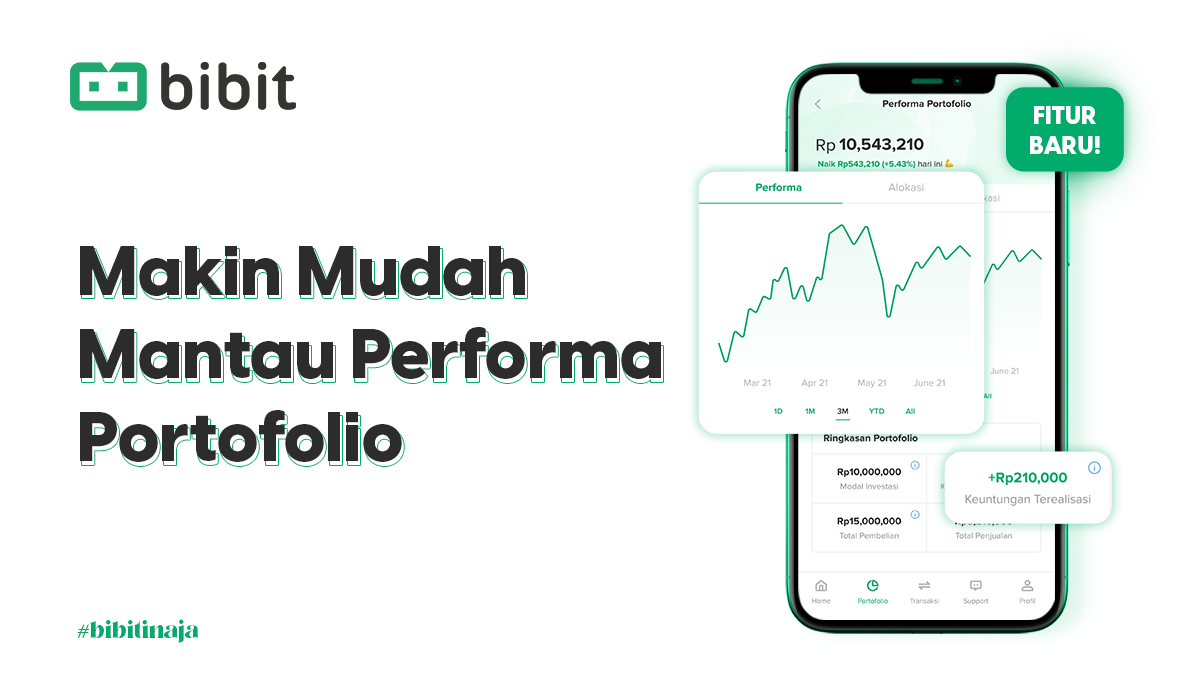 bibit
FITUR
BARU!
Makin Mudah
Mantau Performa
Portofolio
#bibitinaja
Performa Portofolio
Rp 10,543,210
Naik Rp543,210 (+5.43%) hari ini 💪
Performa Alokasi
Mar 21 Apr 21 May 21 June 21
June 21
1D 1M 3M YTD All
All
Ringkasan Portofolio
Rp10,000,000
Modal Investasi
+Rp210,000
Keuntungan Terealisasi
Rp15,000,000
Total Pembelian
Total Penjualan
Home Portofolio Transaksi Support Profil